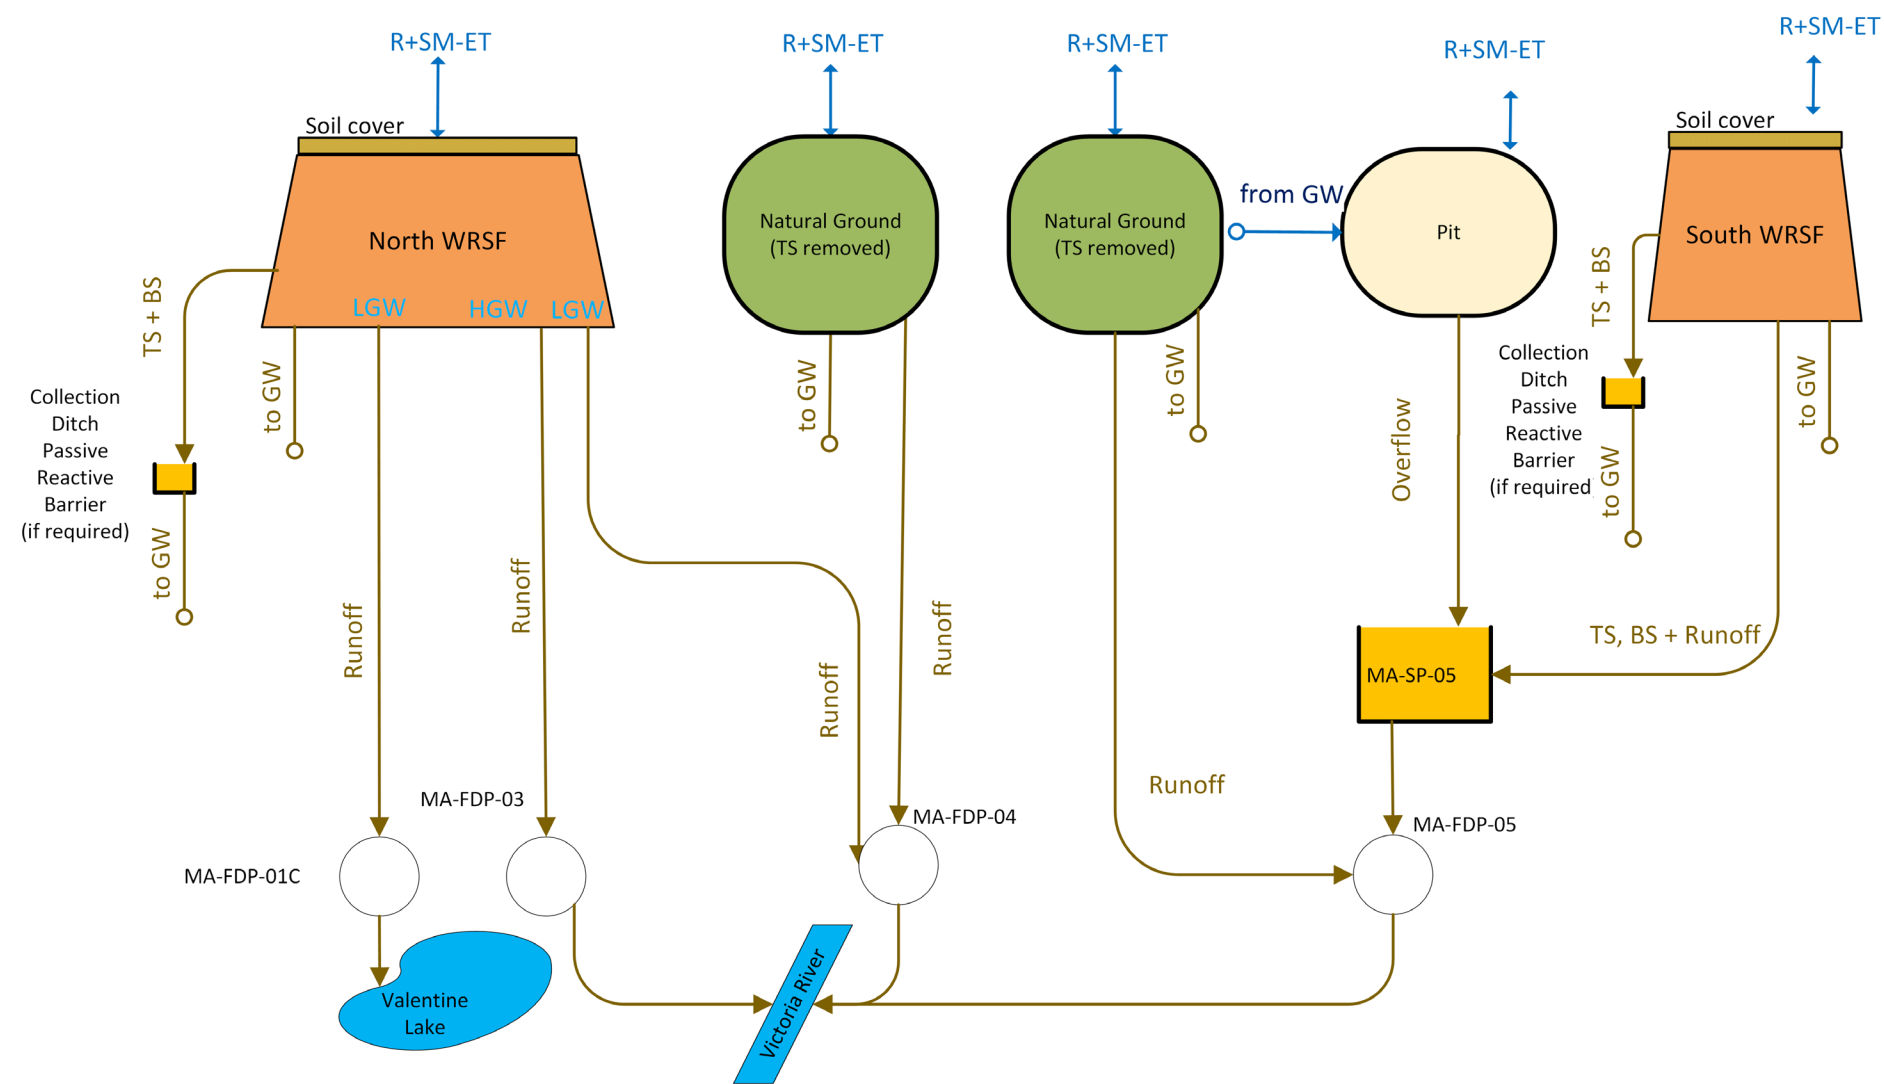 R+SM-ET
R+SM-ET
R+SM-ET
R+SM-ET
R+SM-ET
Soil cover
Soil cover
North WRSF
LGW
HGW
LGW
Natural Ground
(TS removed)
Natural Ground
(TS removed)
from GW
Pit
South WRSF
TS + BS
to GW
to GW
to GW
TS + BS
to GW
Collection
Ditch
Passive
Reactive
Barrier
(if required)
to GW
Collection
Ditch
Passive
Reactive
Barrier
(if required
to GW
Overflow
Runoff
Runoff
Runoff
Runoff
TS, BS + Runoff
MA-SP-05
Runoff
MA-FDP-03
MA-FDP-04
MA-FDP-05
MA-FDP-01C
Valentine
Lake
Victoria River